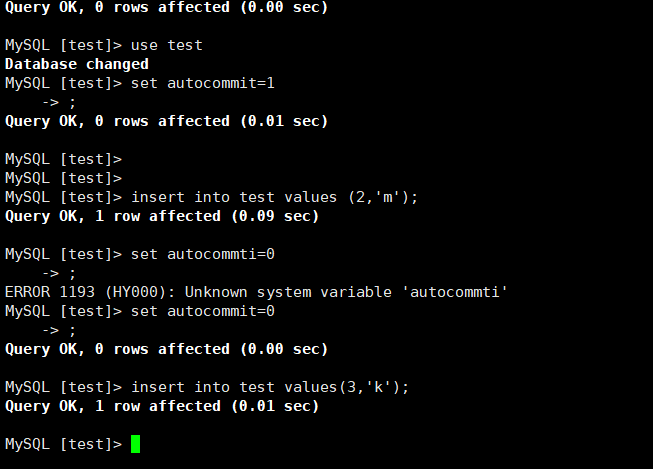 Query OK, 0 rows affected (0.00 sec)
MySQL [test]> use test
Database changed
MySQL [test]> set autocommit=1
-> ;
Query OK, 0 rows affected (0.01 sec)
MySQL [test]>
MySQL [test]>
MySQL [test]> insert into test values (2,'m');
Query OK, 1 row affected (0.09 sec)
MySQL [test]> set autocommti=0
-> ;
ERROR 1193 (HY000): Unknown system variable 'autocommti'
MySQL [test]> set autocommit=0
-> ;
Query OK, 0 rows affected (0.00 sec)
MySQL [test]> insert into test values(3,'k');
Query OK, 1 row affected (0.01 sec)
MySQL [test]>